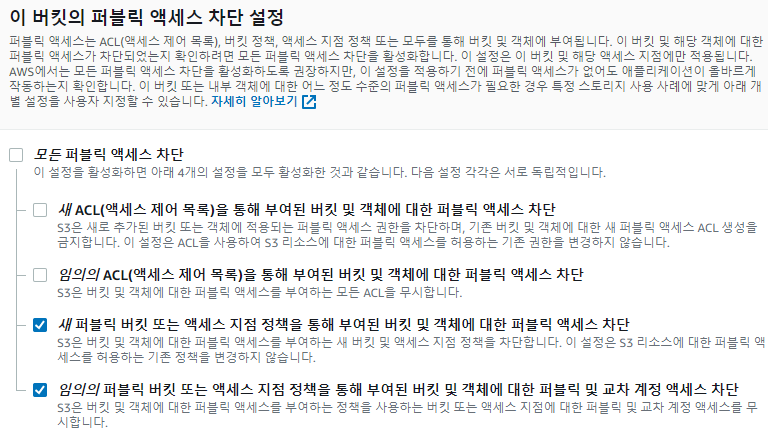 이 버킷의 퍼블릭 액세스 차단 설정
퍼블릭 액세스는 ACL(액세스 제어 목록), 버킷 정책, 액세스 지점 정책 또는 모두를 통해 버킷 및 객체에 부여됩니다. 이 버킷 및 해당 객체에 대한
퍼블릭 액세스가 차단되었는지 확인하려면 모든 퍼블릭 액세스 차단을 활성화합니다. 이 설정은 이 버킷 및 해당 액세스 지점에만 적용됩니다.
AWS에서는 모든 퍼블릭 액세스 차단을 활성화하도록 권장하지만, 이 설정을 적용하기 전에 퍼블릭 액세스가 없어도 애플리케이션이 올바르게
작동하는지 확인합니다. 이 버킷 또는 내부 객체에 대한 어느 정도 수준의 퍼블릭 액세스가 필요한 경우 특정 스토리지 사용 사례에 맞게 아래 개
별 설정을 사용자 지정할 수 있습니다. 자세히 알아보기
모든 퍼블릭 액세스 차단
이 설정을 활성화하면 아래 4개의 설정을 모두 활성화한 것과 같습니다. 다음 설정 각각은 서로 독립적입니다.
새 ACL(액세스 제어 목록)을 통해 부여된 버킷 및 객체에 대한 퍼블릭 액세스 차단
S3은 새로 추가된 버킷 또는 객체에 적용되는 퍼블릭 액세스 권한을 차단하며, 기존 버킷 및 객체에 대한 새 퍼블릭 액세스 ACL 생성을
금지합니다. 이 설정은 ACL을 사용하여 S3 리소스에 대한 퍼블릭 액세스를 허용하는 기존 권한을 변경하지 않습니다.
임의의 ACL(액세스 제어 목록)을 통해 부여된 버킷 및 객체에 대한 퍼블릭 액세스 차단
S3은 버킷 및 객체에 대한 퍼블릭 액세스를 부여하는 모든 ACL을 무시합니다.
새 퍼블릭 버킷 또는 액세스 지점 정책을 통해 부여된 버킷 및 객체에 대한 퍼블릭 액세스 차단
S3은 버킷 및 객체에 대한 퍼블릭 액세스를 부여하는 새 버킷 및 액세스 지점 정책을 차단합니다. 이 설정은 S3 리소스에 대한 퍼블릭 액
세스를 허용하는 기존 정책을 변경하지 않습니다.
임의의 퍼블릭 버킷 또는 액세스 지점 정책을 통해 부여된 버킷 및 객체에 대한 퍼블릭 및 교차 계정 액세스 차단
S3은 버킷 및 객체에 대한 퍼블릭 액세스를 부여하는 정책을 사용하는 버킷 또는 액세스 지점에 대한 퍼블릭 및 교차 계정 액세스를 무
시합니다.